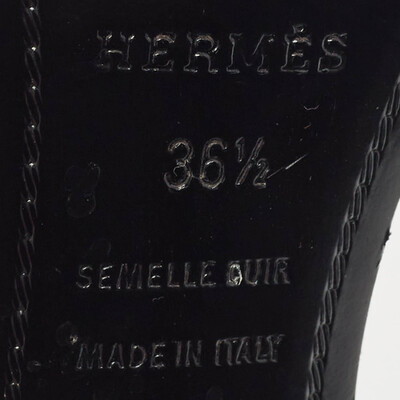 HERMÈS
36½
SEMELLE CUIR
MADE IN ITALY